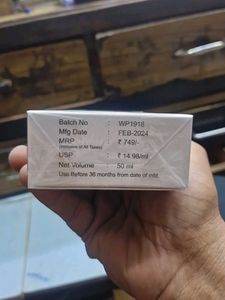 Batch.No : WP1918
Mfg Date : FEB-2024
MRP : ₹ 749/-
(Inclusive of All Taxes)
USP : ₹ 14.98/ml
Net Volume : 50 ml
Use Before 36 months from date of mfd.